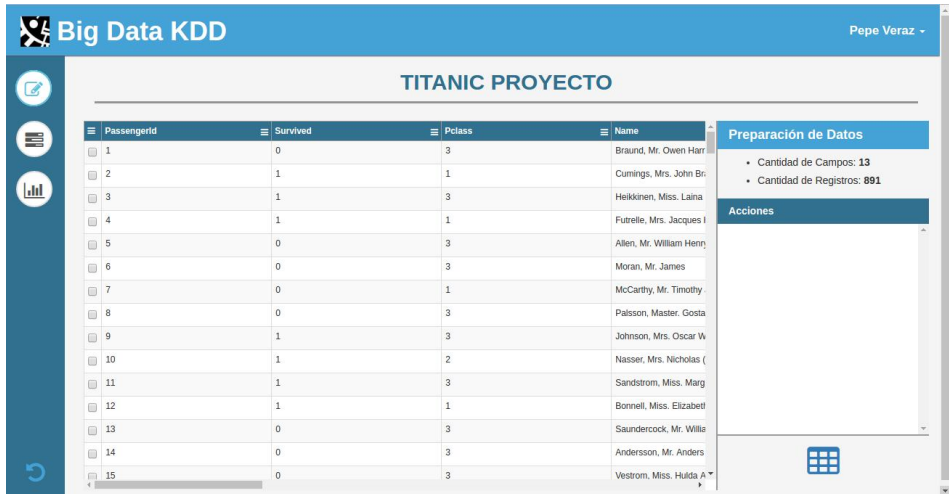 Big Data KDD
Pepe Veraz
TITANIC PROYECTO
PassengerId Survived Pclass Name
1 0 3 Braund, Mr. Owen Harr
2 1 1 Cumings, Mrs. John Bra
3 1 3 Heikkinen, Miss. Laina
4 1 1 Futrelle, Mrs. Jacques
5 0 3 Allen, Mr. William Henry
6 0 3 Moran, Mr. James
7 0 1 McCarthy, Mr. Timothy
8 0 3 Palsson, Master. Gosta
9 1 3 Johnson, Mrs. Oscar W
10 1 2 Nasser, Mrs. Nicholas (
11 1 3 Sandstrom, Miss. Marg
12 1 1 Bonnell, Miss. Elizabeth
13 0 3 Saundercock, Mr. Willia
14 0 3 Andersson, Mr. Anders
15 0 3 Vestrom, Miss. Hulda A
Preparación de Datos
Cantidad de Campos: 13
Cantidad de Registros: 891
Acciones